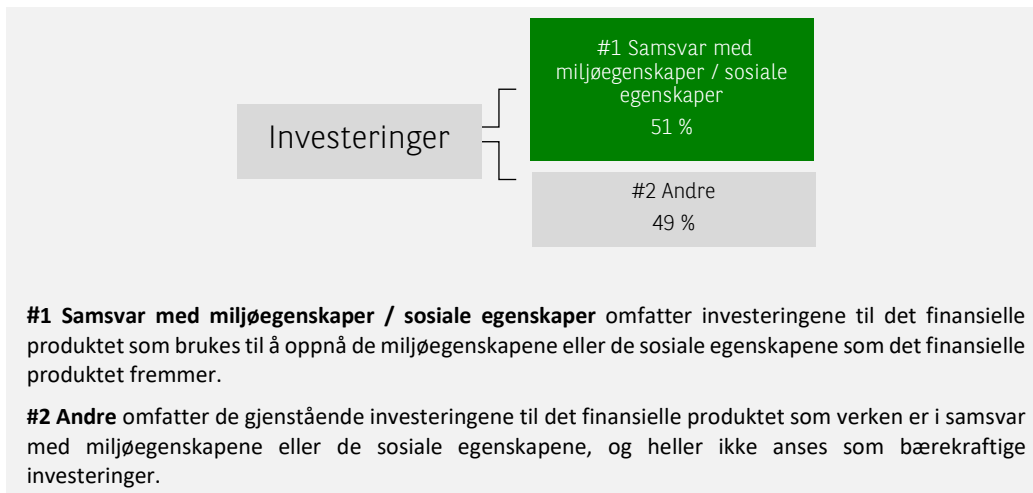 #1 Samsvar med
miljøegenskaper / sosiale
egenskaper
51 %
Investeringer
#2 Andre
49 %
#1 Samsvar med miljøegenskaper / sosiale egenskaper omfatter investeringene til det finansielle
produktet som brukes til å oppnå de miljøegenskapene eller de sosiale egenskapene som det finansielle
produktet fremmer.
#2 Andre omfatter de gjenstående investeringene til det finansielle produktet som verken er i samsvar
med miljøegenskapene eller de sosiale egenskapene, og heller ikke anses som bærekraftige
investeringer.